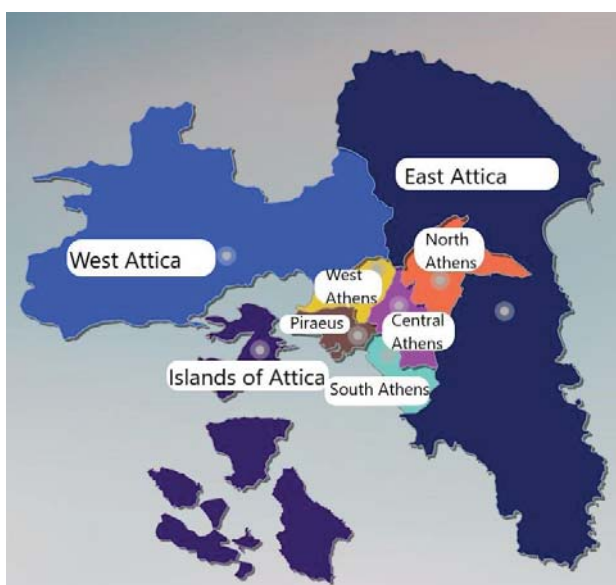 East Attica
North
Athens
West Attica
West
Athens
Piraeus
Central
Athens
Islands of Attica
South Athens